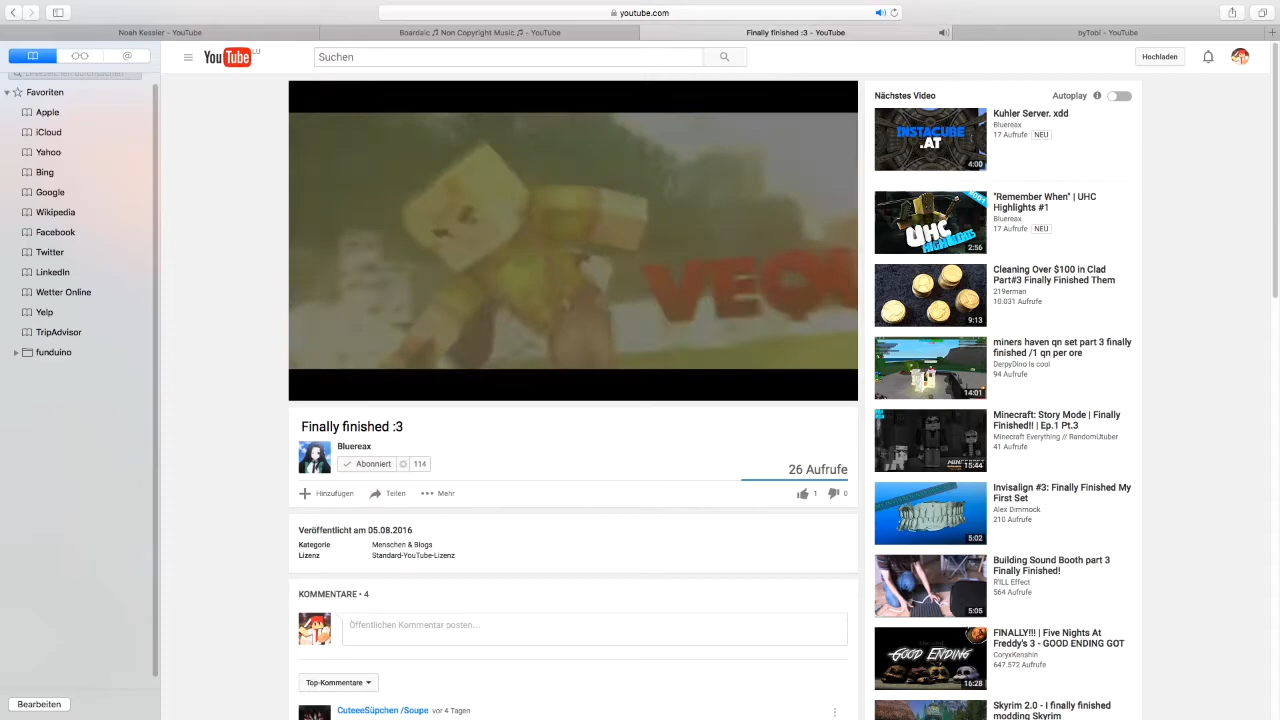 youtube.com
Noah Kessler - YouTube
Boardaic ♫ Non Copyright Music ♫ - YouTube
Finally finished :3 - YouTube
byTobi - YouTube
Favoriten
Apple
iCloud
Yahoo
Bing
Google
Wikipedia
Facebook
Twitter
LinkedIn
Wetter Online
Yelp
TripAdvisor
funduino
Bearbeiten
YouTube LU
Suchen
Hochladen
Finally finished :3
Bluereax
Abonniert 114
26 Aufrufe
Hinzufügen Teilen Mehr
1 0
Veröffentlicht am 05.08.2016
Kategorie Menschen & Blogs
Lizenz Standard-YouTube-Lizenz
KOMMENTARE • 4
Öffentlichen Kommentar posten...
Top-Kommentare
CuteeeSüpchen /Soupe vor 4 Tagen
Nächstes Video Autoplay
INSTACUBE
.AT
4:00
Kuhler Server. xdd
Bluereax
17 Aufrufe NEU
UHC
HIGHLIGHTS
2:56
"Remember When" | UHC
Highlights #1
Bluereax
17 Aufrufe NEU
9:13
Cleaning Over $100 in Clad
Part#3 Finally Finished Them
219erman
10.031 Aufrufe
14:01
miners haven qn set part 3 finally
finished /1 qn per ore
DerpyDino Is cool
94 Aufrufe
15:44
Minecraft: Story Mode | Finally
Finished!! | Ep.1 Pt.3
Minecraft Everything // RandomUtuber
41 Aufrufe
5:02
Invisalign #3: Finally Finished My
First Set
Alex Dimmock
210 Aufrufe
5:05
Building Sound Booth part 3
Finally Finished!
R'ILL Effect
564 Aufrufe
GOOD ENDING
16:28
FINALLY!!! | Five Nights At
Freddy's 3 - GOOD ENDING GOT
CoryxKenshin
647.572 Aufrufe
Skyrim 2.0 - I finally finished
modding Skyrim